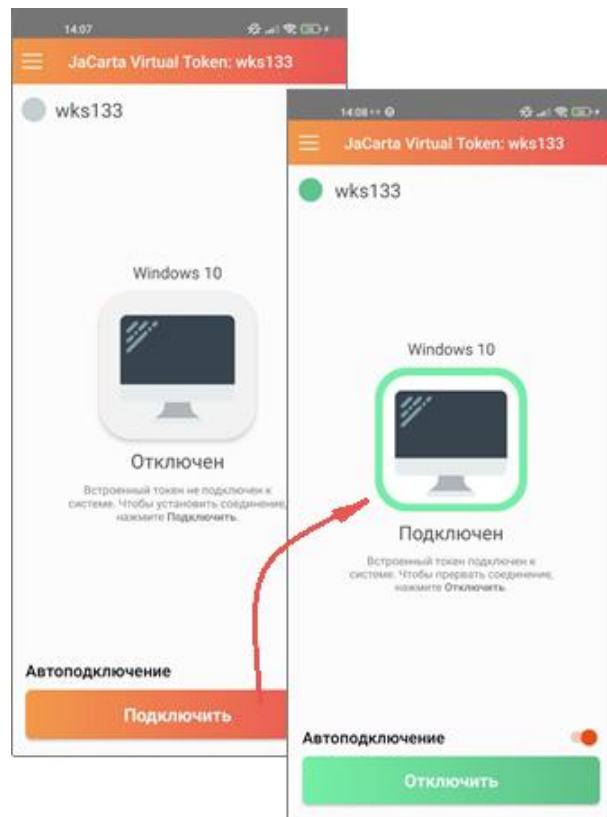 14:07
JaCarta Virtual Token: wks133
wks133
Windows 10
Отключен
Встроенный токен не подключен к
системе. Чтобы установить соединение,
нажмите Подключить.
Автоподключение
Подключить
14:08
JaCarta Virtual Token: wks133
wks133
Windows 10
Подключен
Встроенный токен подключен к
системе. Чтобы прервать соединение,
нажмите Отключить.
Автоподключение
Отключить